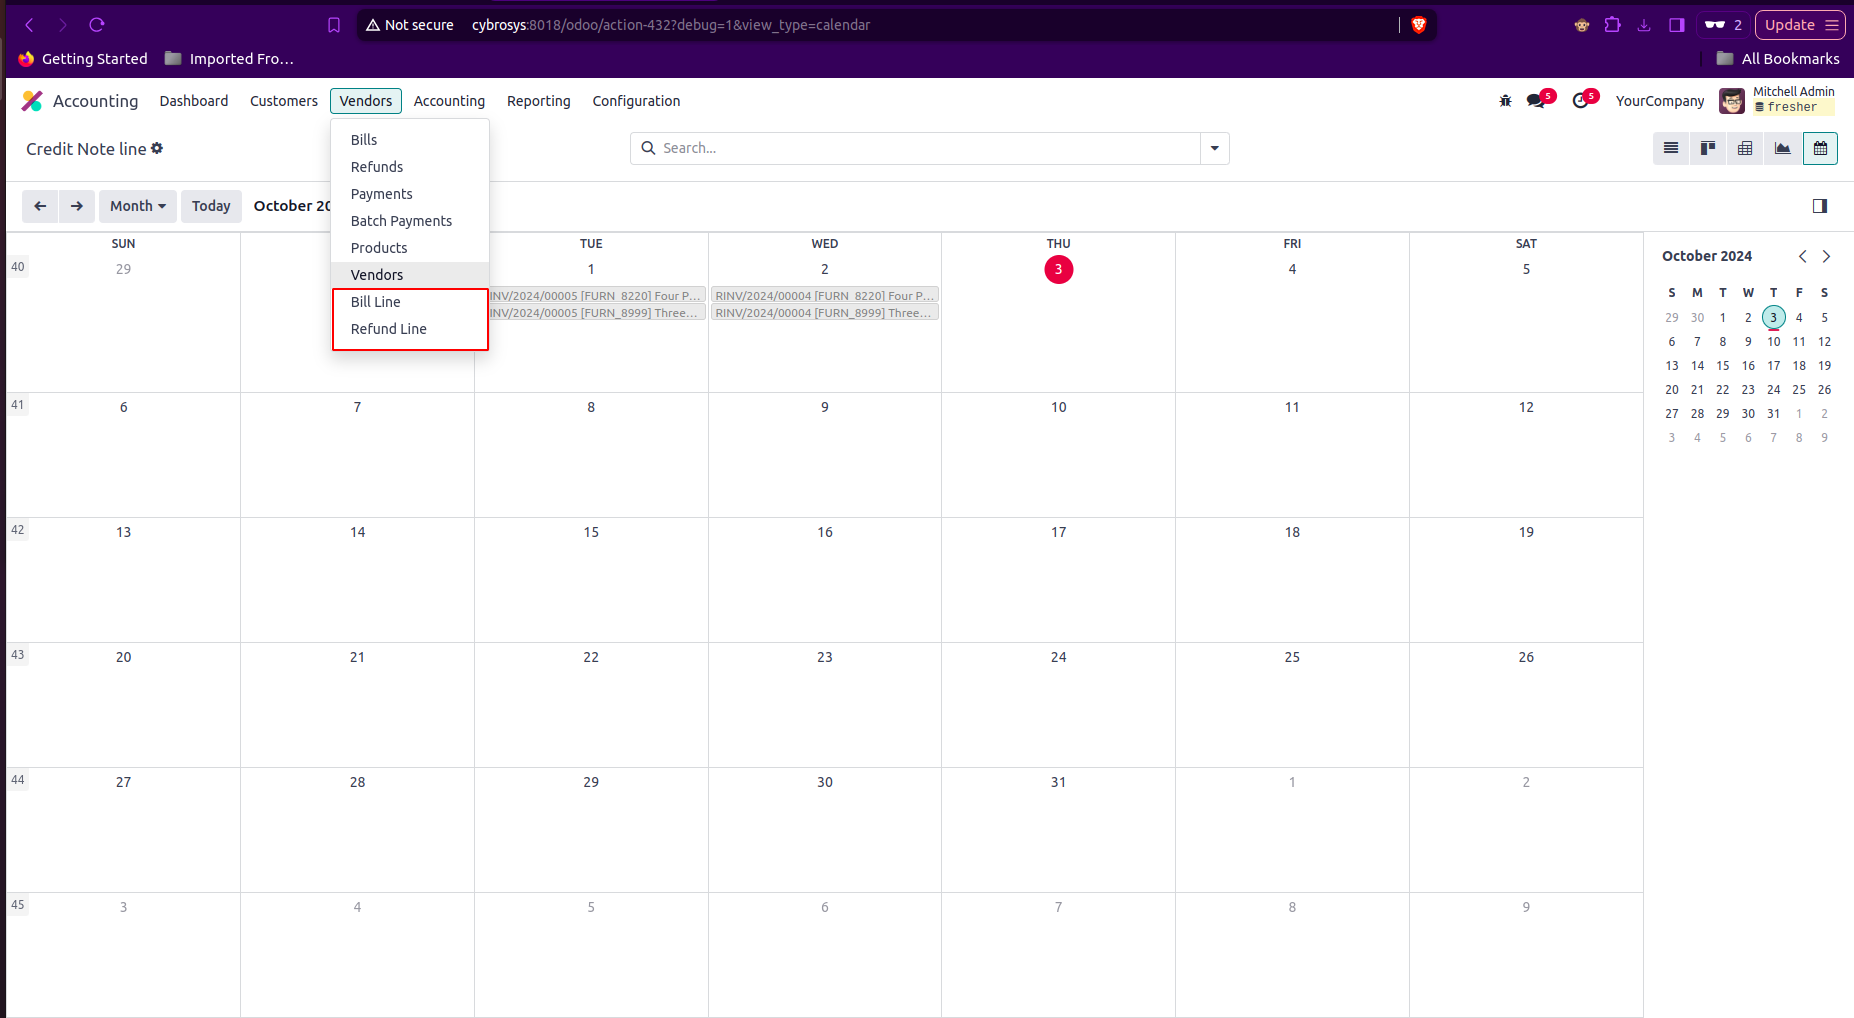 Not secure cybrosys:8018/odoo/action-432?debug=1&view_type=calendar 2 Update
Getting Started Imported Fro... All Bookmarks
Accounting Dashboard Customers Vendors Accounting Reporting Configuration 5 5 YourCompany Mitchell Admin
fresher
Credit Note line Search...
Bills
Refunds
Payments
Batch Payments
Products
Vendors
Bill Line
Refund Line
Month Today October 20
SUN TUE WED THU FRI SAT
40 29 1 2 3 4 5
INV/2024/00005 [FURN_8220] Four P... RINV/2024/00004 [FURN_8220] Four P...
INV/2024/00005 [FURN_8999] Three... RINV/2024/00004 [FURN_8999] Three...
41 6 7 8 9 10 11 12
42 13 14 15 16 17 18 19
43 20 21 22 23 24 25 26
44 27 28 29 30 31 1 2
45 3 4 5 6 7 8 9
October 2024
S M T W T F S
29 30 1 2 3 4 5
6 7 8 9 10 11 12
13 14 15 16 17 18 19
20 21 22 23 24 25 26
27 28 29 30 31 1 2
3 4 5 6 7 8 9